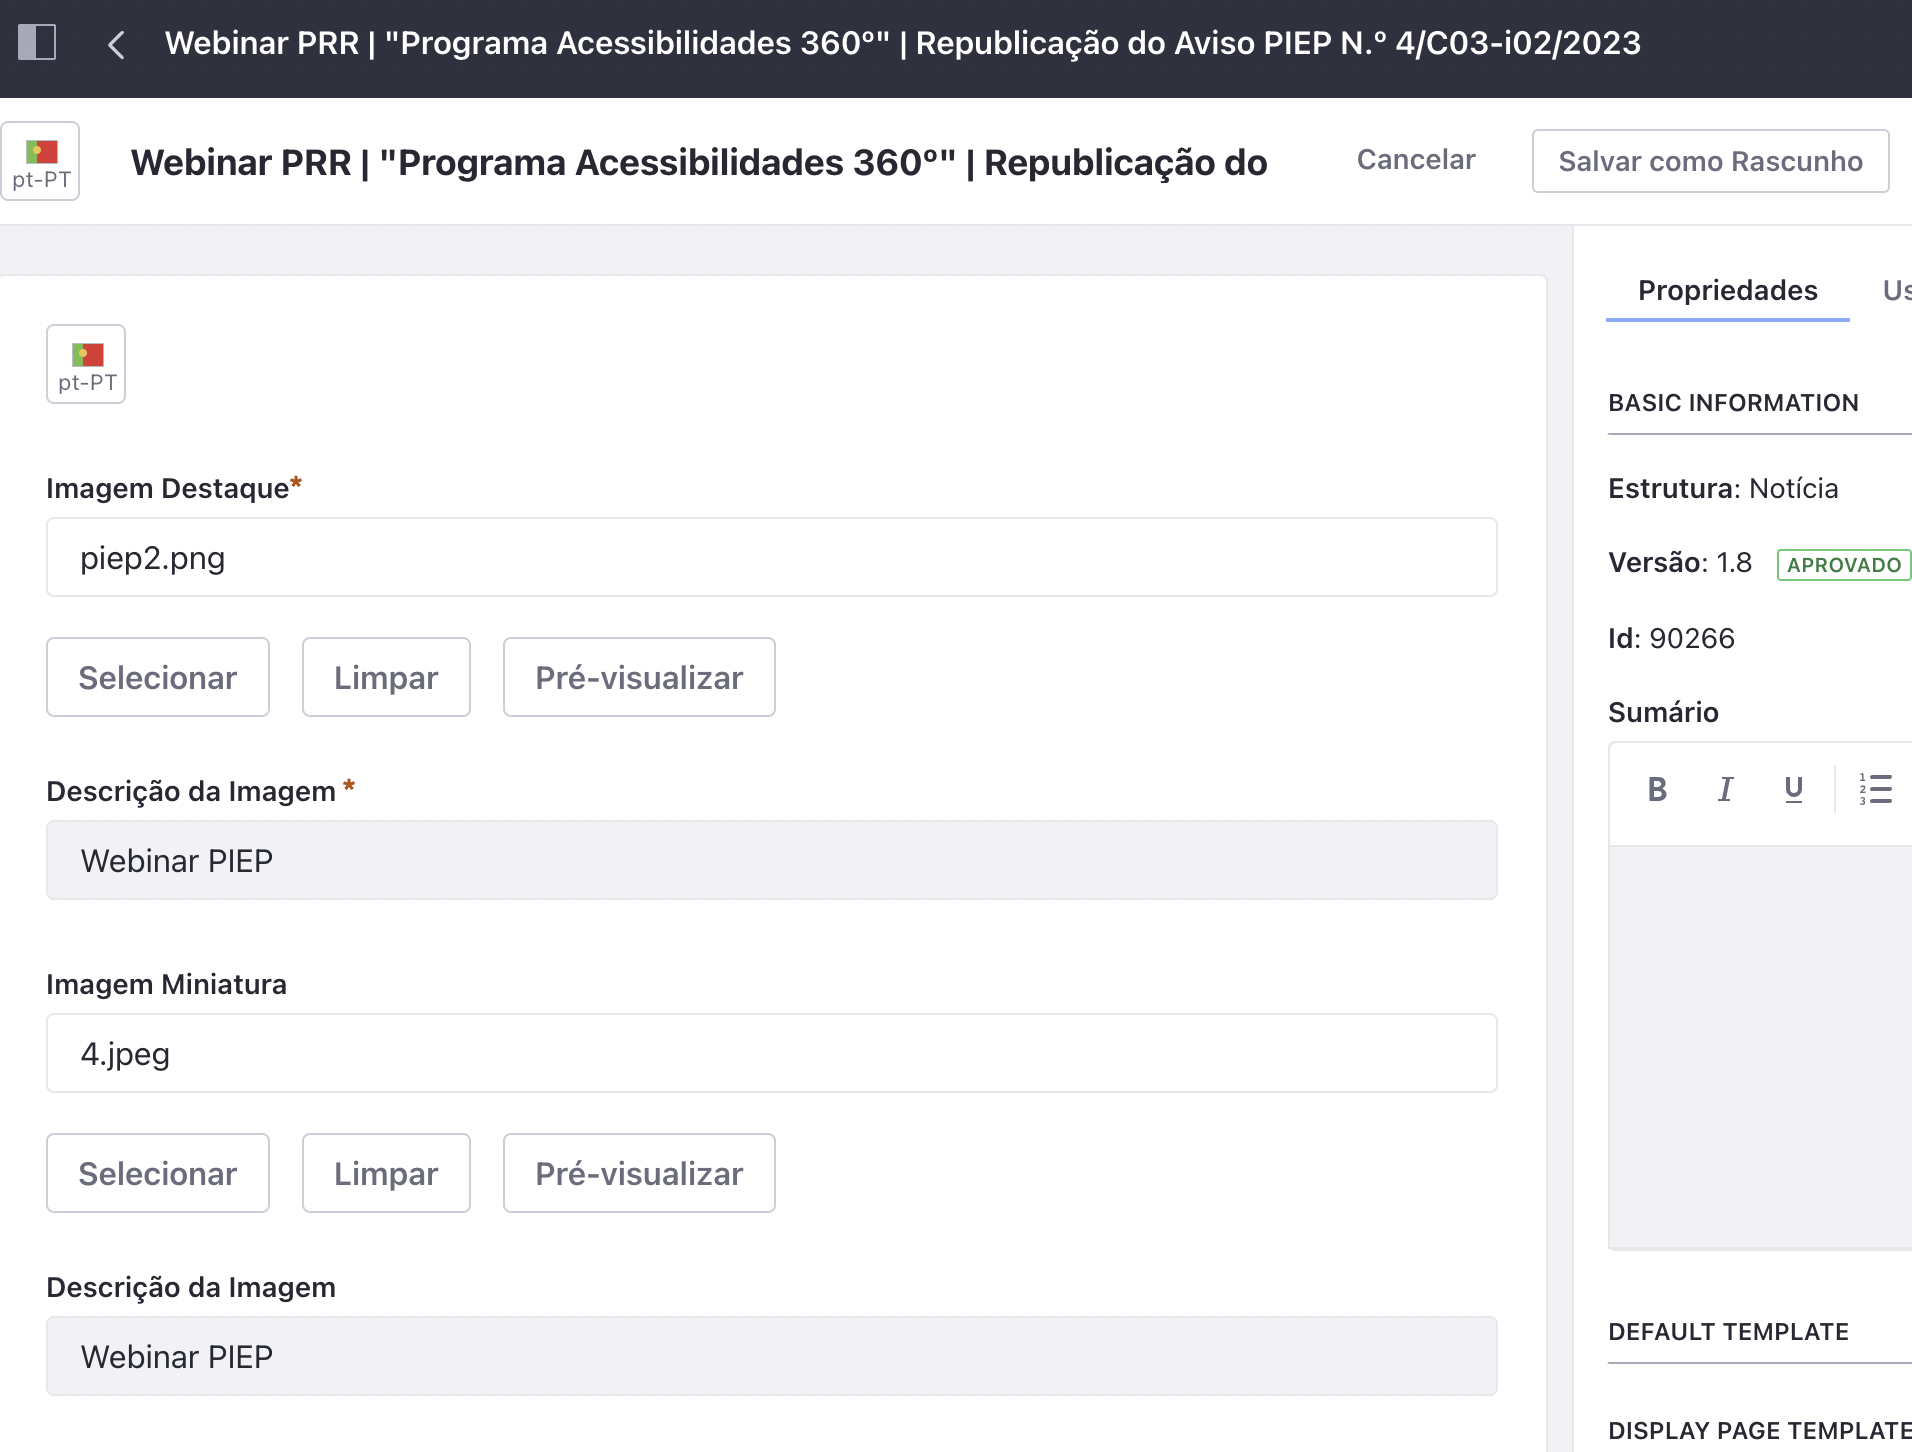 Webinar PRR | "Programa Acessibilidades 360º" | Republicação do Aviso PIEP N.º 4/C03-i02/2023
pt-PT
Webinar PRR | "Programa Acessibilidades 360º" | Republicação do
Cancelar
Salvar como Rascunho
pt-PT
Imagem Destaque*
piep2.png
Selecionar
Limpar
Pré-visualizar
Descrição da Imagem *
Webinar PIEP
Imagem Miniatura
4.jpeg
Selecionar
Limpar
Pré-visualizar
Descrição da Imagem
Webinar PIEP
Propriedades
Us
BASIC INFORMATION
Estrutura: Notícia
Versão: 1.8 APROVADO
Id: 90266
Sumário
B I U
DEFAULT TEMPLATE
DISPLAY PAGE TEMPLATE